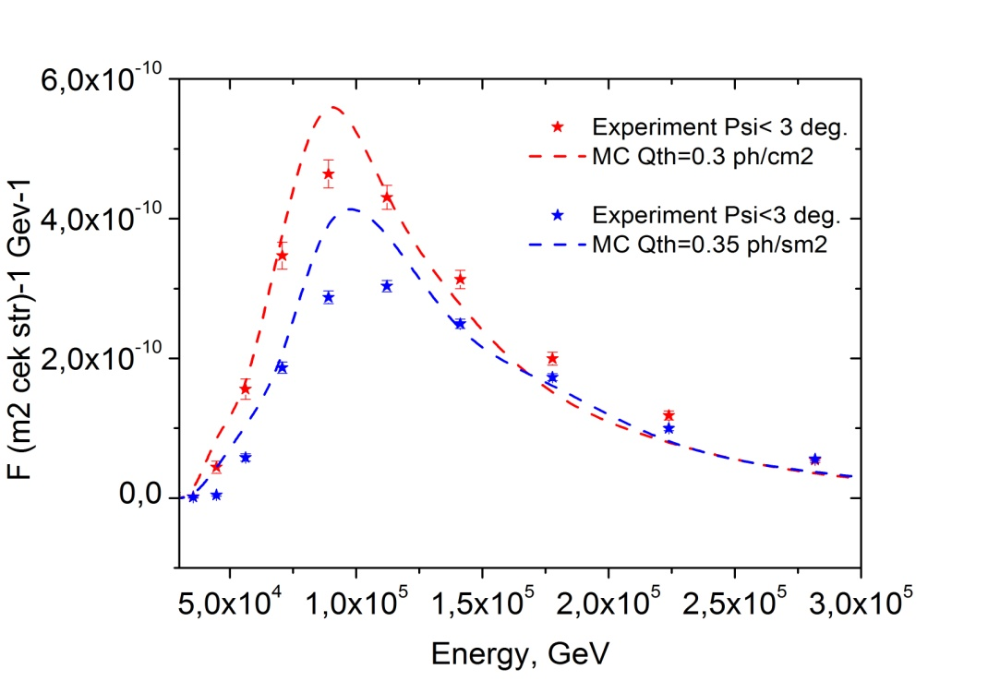 6,0x10⁻¹⁰
4,0x10⁻¹⁰
2,0x10⁻¹⁰
0,0
F (m2 cek str)-1 Gev-1
Experiment Psi< 3 deg.
MC Qth=0.3 ph/cm2
Experiment Psi<3 deg.
MC Qth=0.35 ph/sm2
5,0x10⁴ 1,0x10⁵ 1,5x10⁵ 2,0x10⁵ 2,5x10⁵ 3,0x10⁵
Energy, GeV